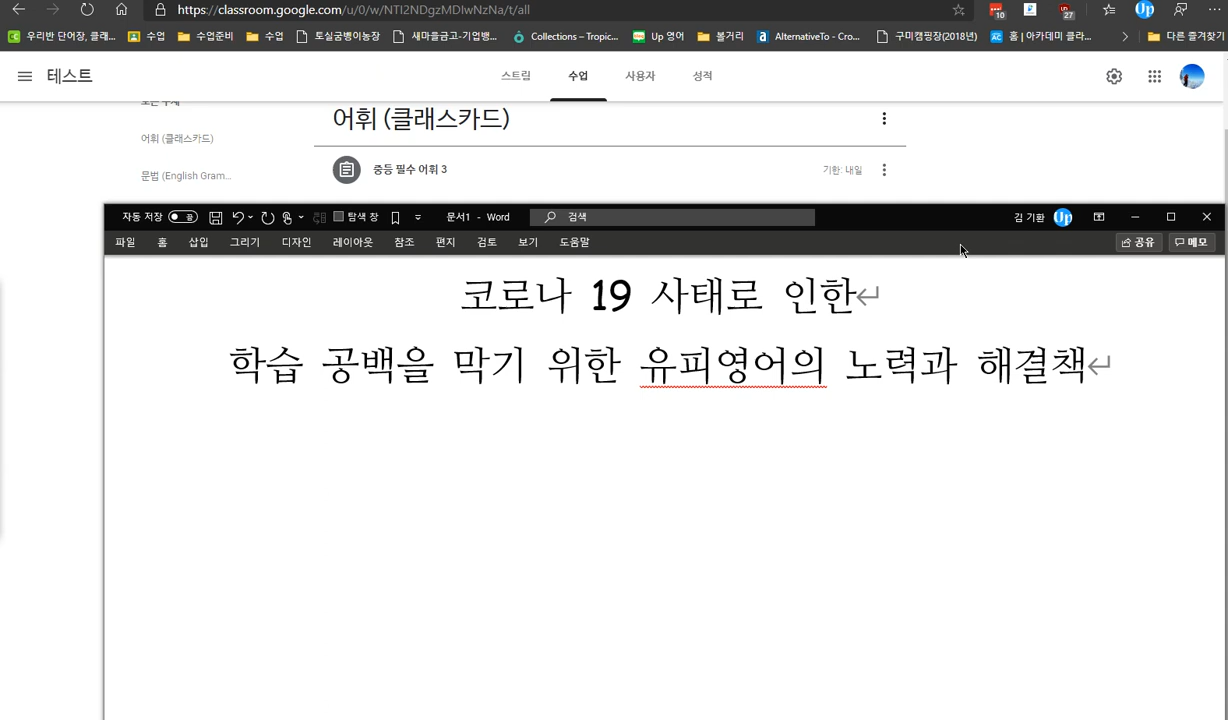 https://classroom.google.com/u/0/w/NTI2NDgzMDIwNzNa/t/all
10
27
우리반 단어장, 클래... 수업 수업준비 수업 토실궁뱅이농장 새마을금고-기업뱅... Collections – Tropic... Up 영어 볼거리 AlternativeTo - Cro... 구미캠핑장(2018년) 홈 | 아카데미 클라... 다른 즐겨찾기
테스트 스트림 수업 사용자 성적
어휘 (클래스카드)
어휘 (클래스카드)
중등 필수 어휘 3 기한: 내일
문법 (English Gram...
자동 저장 끔 탐색 창 문서1 - Word 검색 김 기환 Up
파일 홈 삽입 그리기 디자인 레이아웃 참조 편지 검토 보기 도움말 공유 메모
코로나 19 사태로 인한
학습 공백을 막기 위한 유피영어의 노력과 해결책